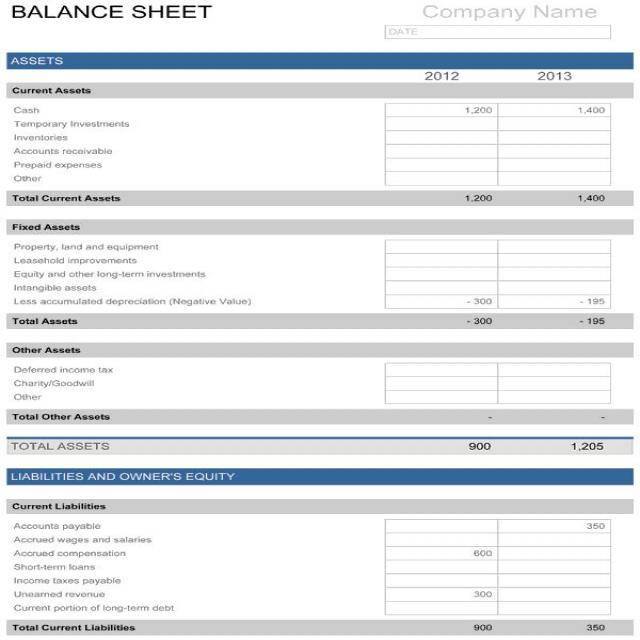 BALANCE SHEET Company Name
DATE
ASSETS
2012 2013
Current Assets
Cash 1,200 1,400
Temporary Investments
Inventories
Accounts receivable
Prepaid expenses
Other
Total Current Assets 1,200 1,400
Fixed Assets
Property, land and equipment
Leasehold improvements
Equity and other long-term investments
Intangible assets
Less accumulated depreciation (Negative Value) - 300 - 195
Total Assets - 300 - 195
Other Assets
Deferred income tax
Charity/Goodwill
Other
Total Other Assets - -
TOTAL ASSETS 900 1,205
LIABILITIES AND OWNER'S EQUITY
Current Liabilities
Accounts payable 350
Accrued wages and salaries
Accrued compensation 600
Short-term loans
Income taxes payable
Unearned revenue 300
Current portion of long-term debt
Total Current Liabilities 900 350